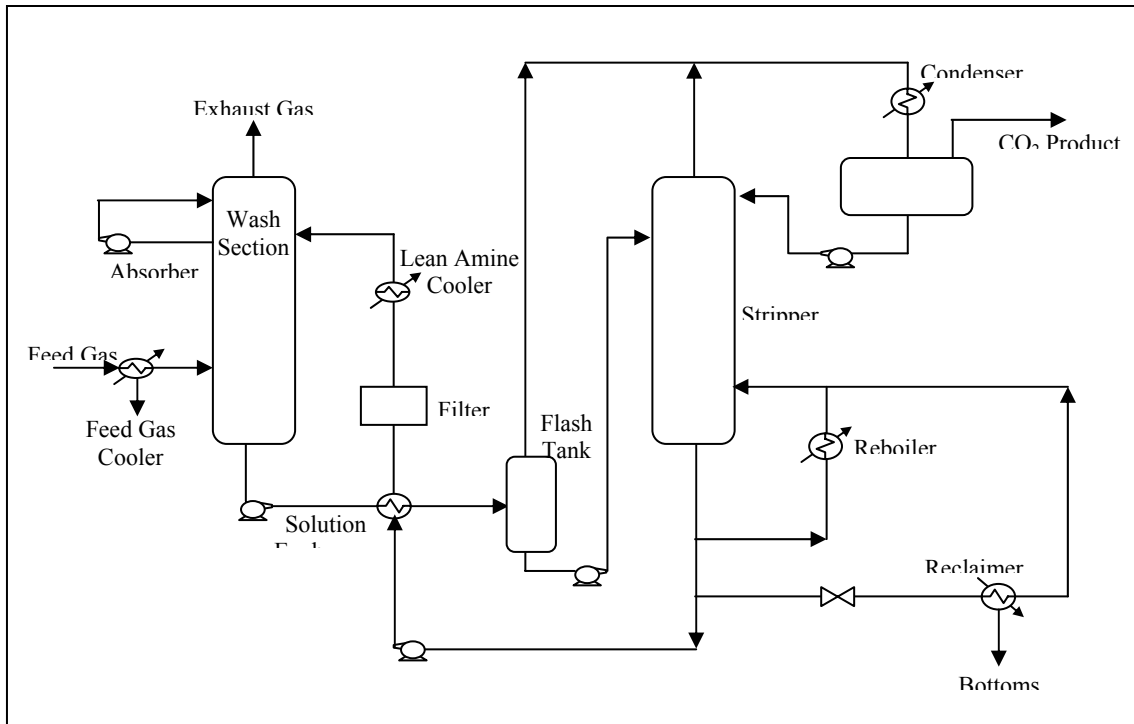 Condenser
Exhaust Gas
CO₂ Product
Wash
Section
Lean Amine
Cooler
Absorber
Stripper
Feed Gas
Filter
Flash
Tank
Feed Gas
Cooler
Reboiler
Solution
Reclaimer
Bottoms